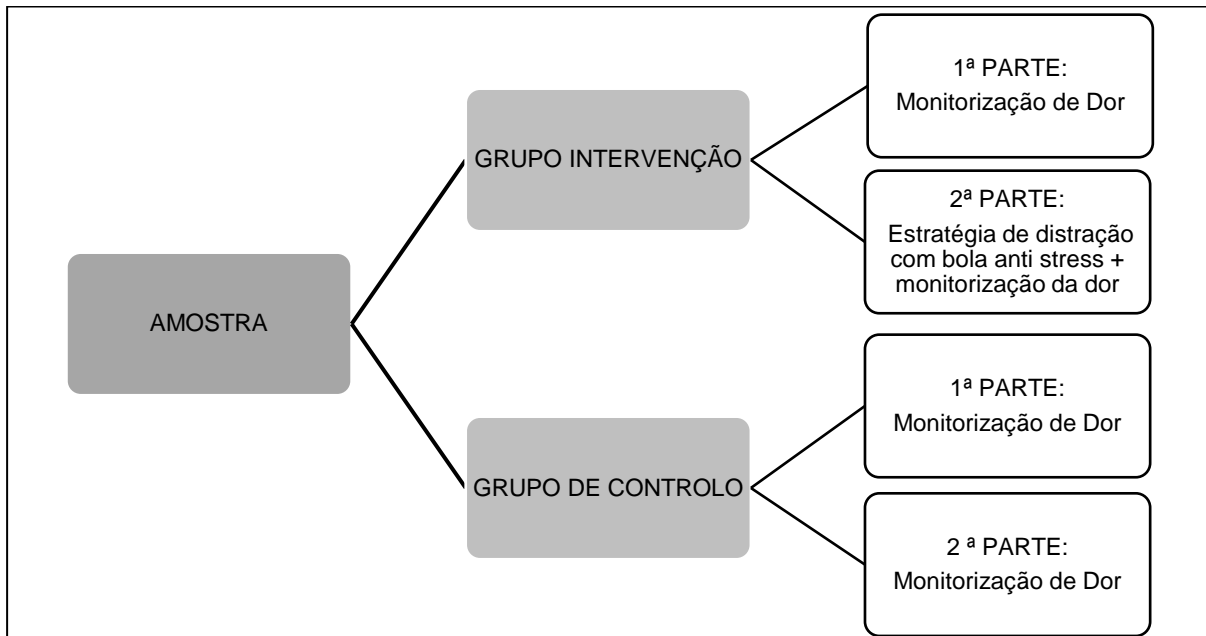 AMOSTRA
GRUPO INTERVENÇÃO
1ª PARTE:
Monitorização de Dor
2ª PARTE:
Estratégia de distração
com bola anti stress +
monitorização da dor
GRUPO DE CONTROLO
1ª PARTE:
Monitorização de Dor
2 ª PARTE:
Monitorização de Dor